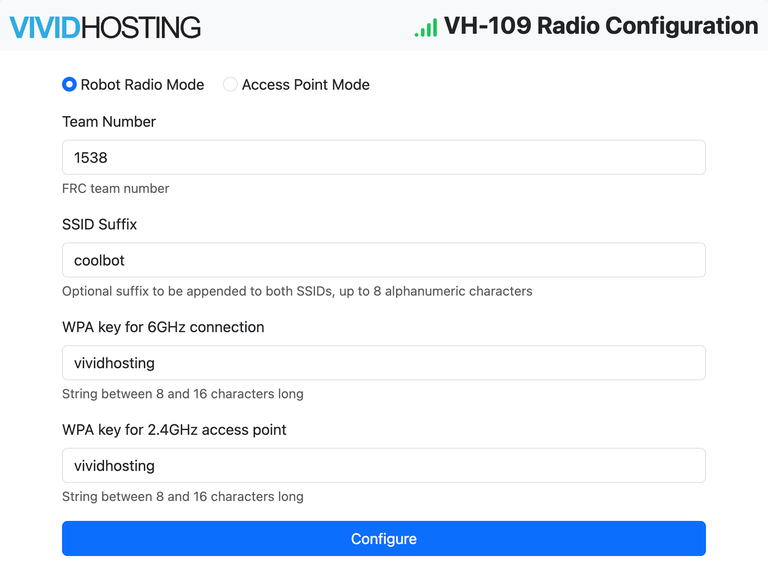 VIVIDHOSTING
VH-109 Radio Configuration
Robot Radio Mode
Access Point Mode
Team Number
1538
FRC team number
SSID Suffix
coolbot
Optional suffix to be appended to both SSIDs, up to 8 alphanumeric characters
WPA key for 6GHz connection
vividhosting
String between 8 and 16 characters long
WPA key for 2.4GHz access point
vividhosting
String between 8 and 16 characters long
Configure